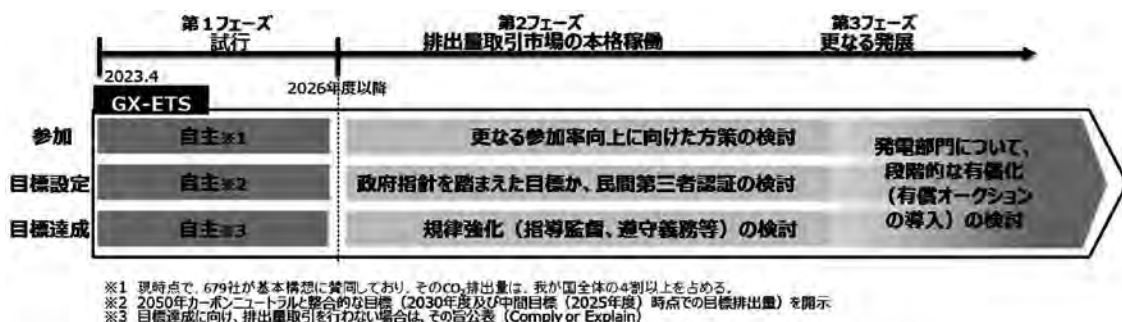 第1フェーズ
試行
第2フェーズ
排出量取引市場の本格稼働
第3フェーズ
更なる発展
2023.4
2026年度以降
GX-ETS
参加
自主※1
更なる参加率向上に向けた方策の検討
目標設定
自主※2
政府指針を踏まえた目標か、民間第三者認証の検討
目標達成
自主※3
規律強化（指導監督、遵守義務等）の検討
発電部門について、
段階的な有償化
（有償オークション
の導入）の検討
※1 現時点で、679社が基本構想に賛同しており、そのCO₂排出量は、我が国全体の4割以上を占める。
※2 2050年カーボンニュートラルと整合的な目標（2030年度及び中間目標（2025年度）時点での目標排出量）を開示
※3 目標達成に向け、排出量取引を行わない場合は、その旨公表（Comply or Explain）